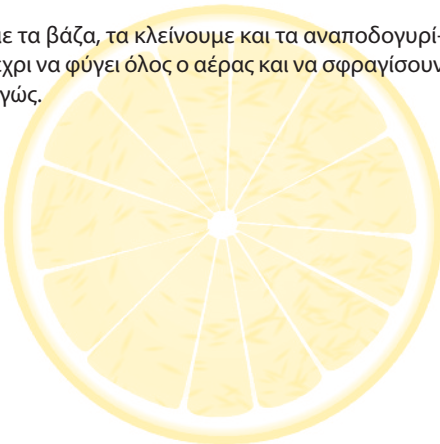 με τα βάζα, τα κλείνουμε και τα αναποδογυρί-
έχρι να φύγει όλος ο αέρας και να σφραγίσουν
γώς.